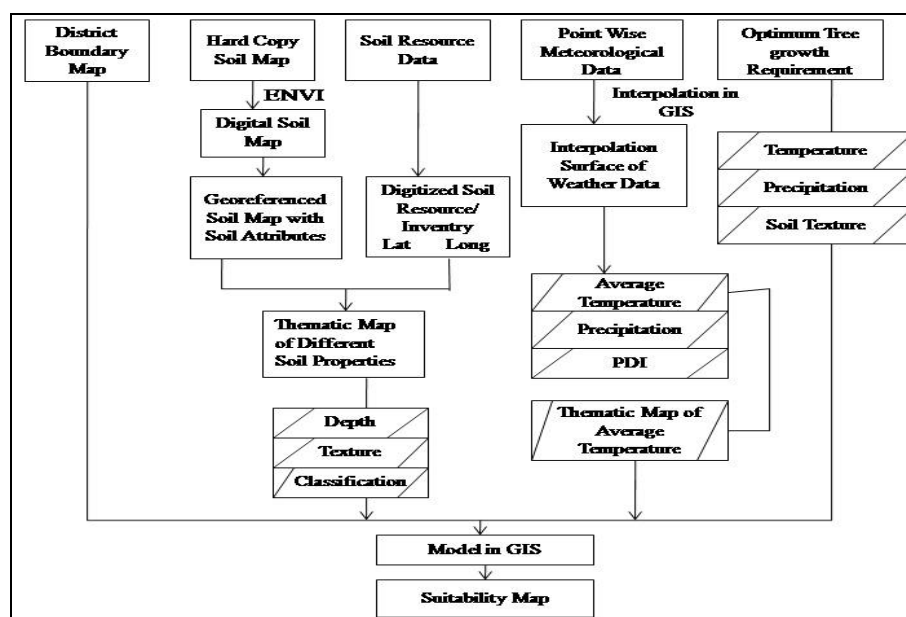 District
Boundary
Map
Hard Copy
Soil Map
Soil Resource
Data
Point Wise
Meteorological
Data
Optimum Tree
growth
Requirement
ENVI
Interpolation in
GIS
Digital Soil
Map
Interpolation
Surface of
Weather Data
Temperature
Precipitation
Soil Texture
Georeferenced
Soil Map with
Soil Attributes
Digitized Soil
Resource/
Inventry
Lat Long
Average
Temperature
Precipitation
PDI
Thematic Map
of Different
Soil Properties
Thematic Map of
Average
Temperature
Depth
Texture
Classification
Model in GIS
Suitability Map